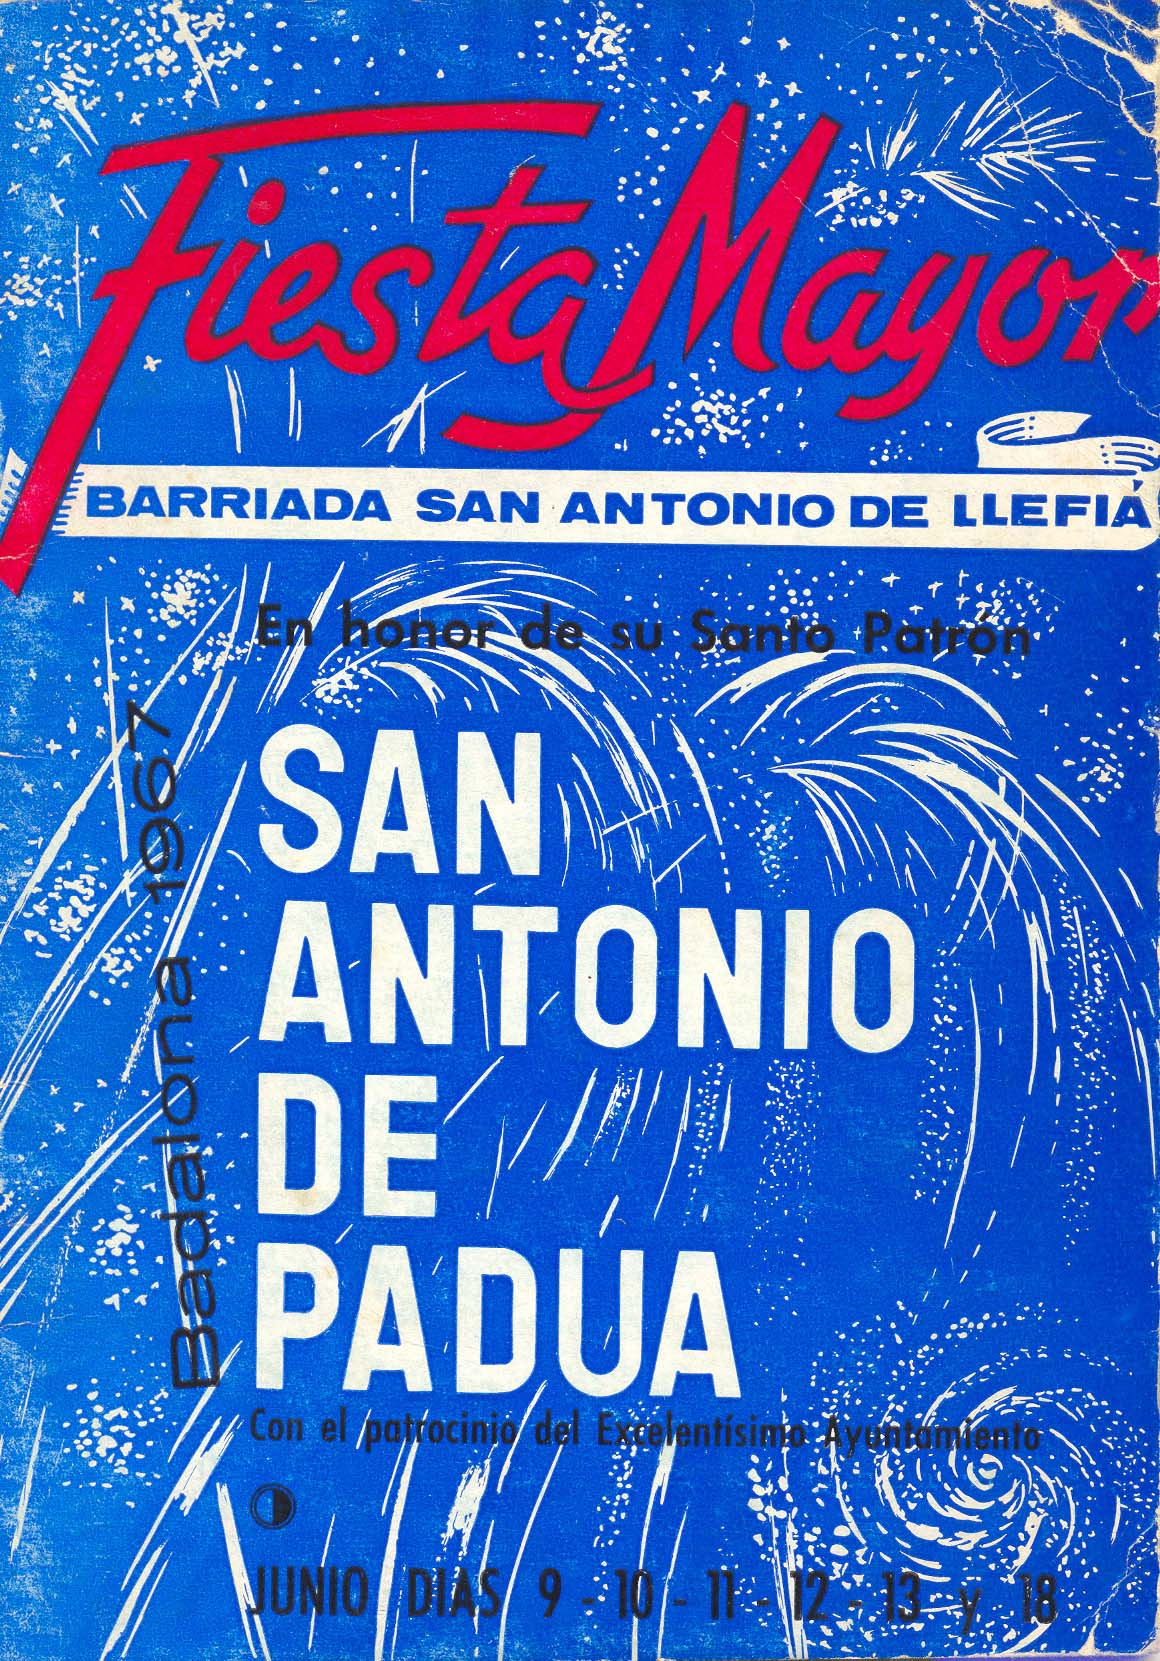 Fiesta Mayor
BARRIADA SAN ANTONIO DE LLEFIÁ
En honor de su Santo Patrón
Badalona 1967
SAN
ANTONIO
DE
PADUA
Con el patrocinio del Excelentísimo Ayuntamiento
JUNIO DIAS 9 - 10 - 11 - 12 - 13 y 18